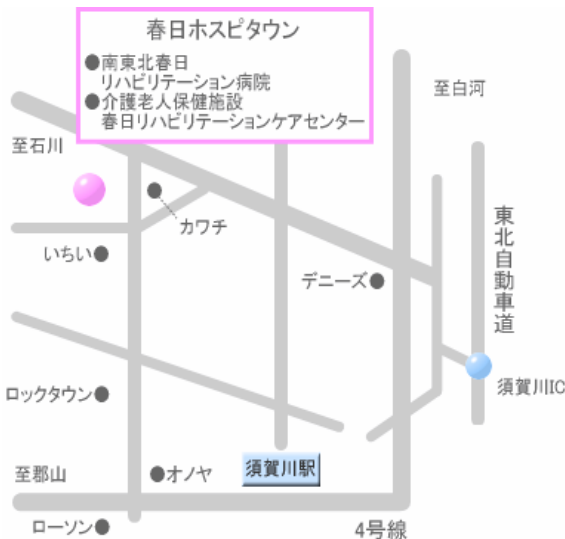 春日ホスピタウン
●南東北春日
リハビリテーション病院
●介護老人保健施設
春日リハビリテーションケアセンター
至白河
至石川
カワチ
東北自動車道
いちい
デニーズ
須賀川IC
ロックタウン
須賀川駅
至郡山
オノヤ
ローソン
4号線